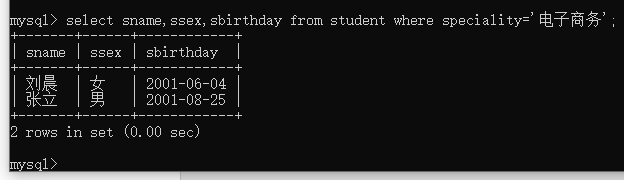 mysql> select sname,ssex,sbirthday from student where speciality='电子商务';
+-------+------+------------+
| sname | ssex | sbirthday  |
+-------+------+------------+
| 刘晨 | 女 | 2001-06-04 |
| 张立 | 男 | 2001-08-25 |
+-------+------+------------+
2 rows in set (0.00 sec)
mysql>